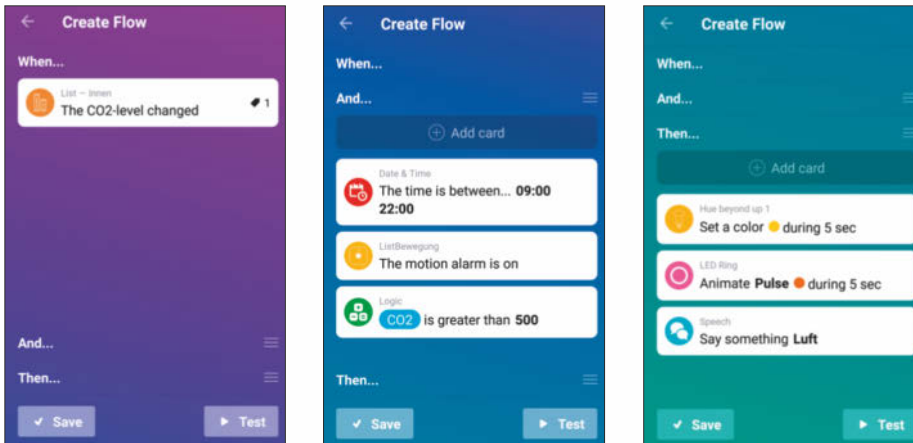 Create Flow
When...
List – Innen
The CO2-level changed
1
And...
Then...
Save
Test
Create Flow
When...
And...
Add card
Date & Time
The time is between... 09:00
22:00
ListBewegung
The motion alarm is on
Logic
CO2 is greater than 500
Then...
Save
Test
Create Flow
When...
And...
Then...
Add card
Hue beyond up 1
Set a color during 5 sec
LED Ring
Animate Pulse during 5 sec
Speech
Say something Luft
Save
Test